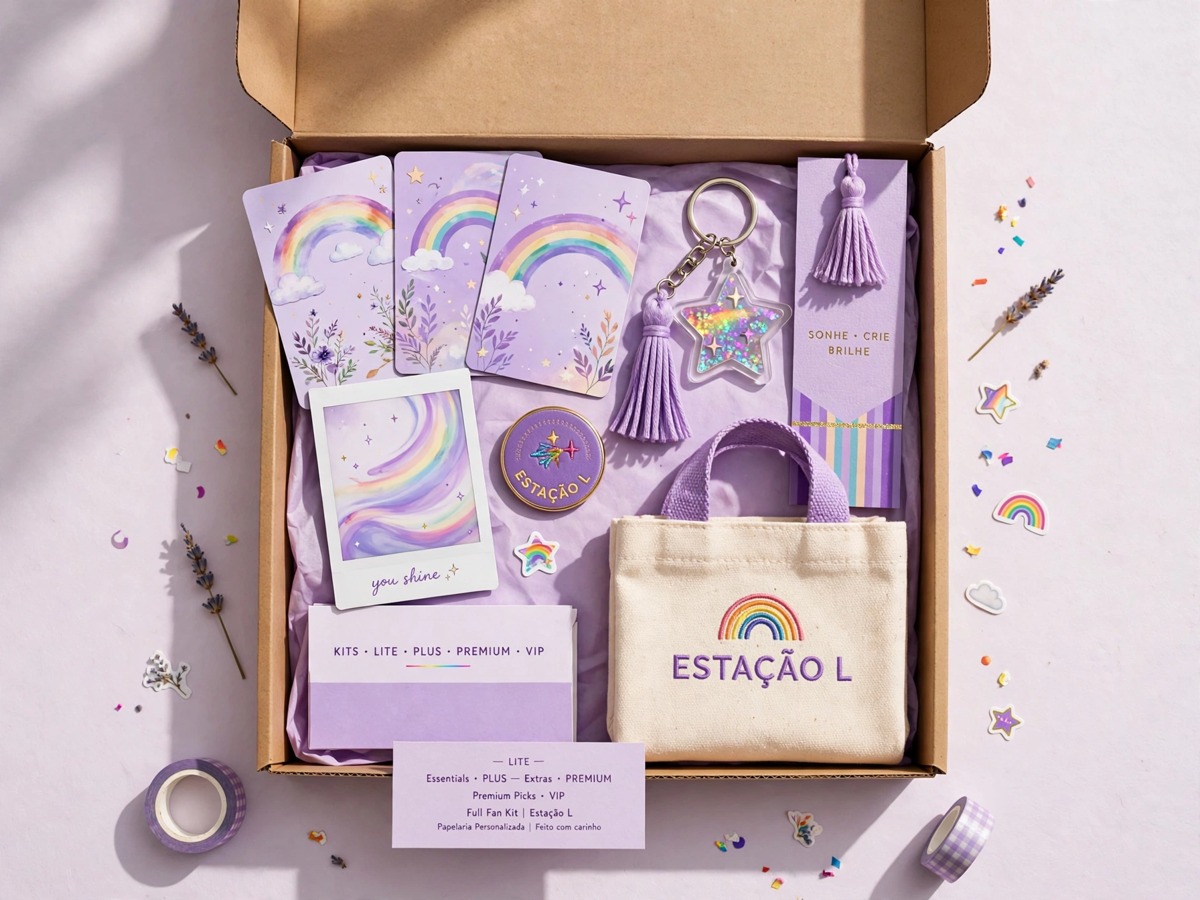 SONHE • CRIE
BRILHE
ESTAÇÃO L
you shine
KITS • LITE • PLUS • PREMIUM • VIP
ESTAÇÃO L
— LITE —
Essentials • PLUS — Extras • PREMIUM
Premium Picks • VIP
Full Fan Kit | Estação L
Papelaria Personalizada | Feito com carinho